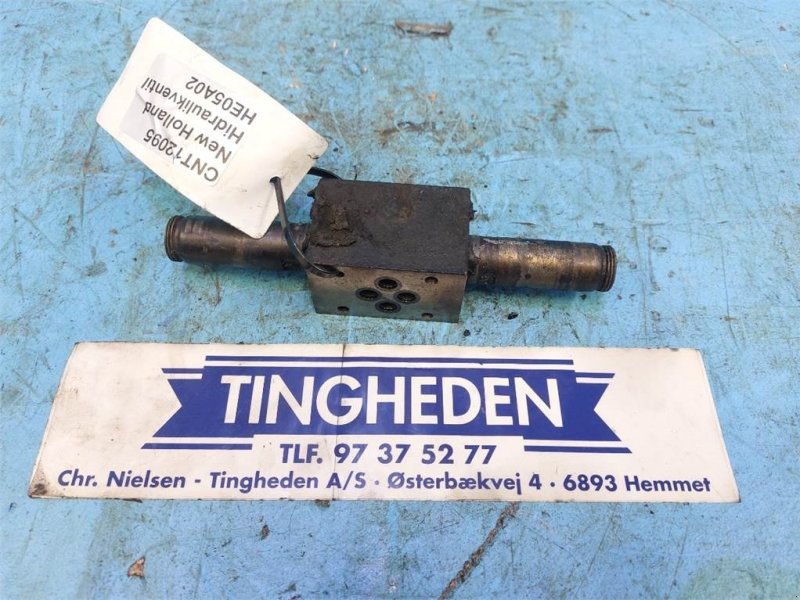 CNT12095
New Holland
Hidraulikventil
HE05A02
TINGHEDEN
TLF. 97 37 52 77
Chr. Nielsen - Tingheden A/S · Østerbækvej 4 · 6893 Hemmet